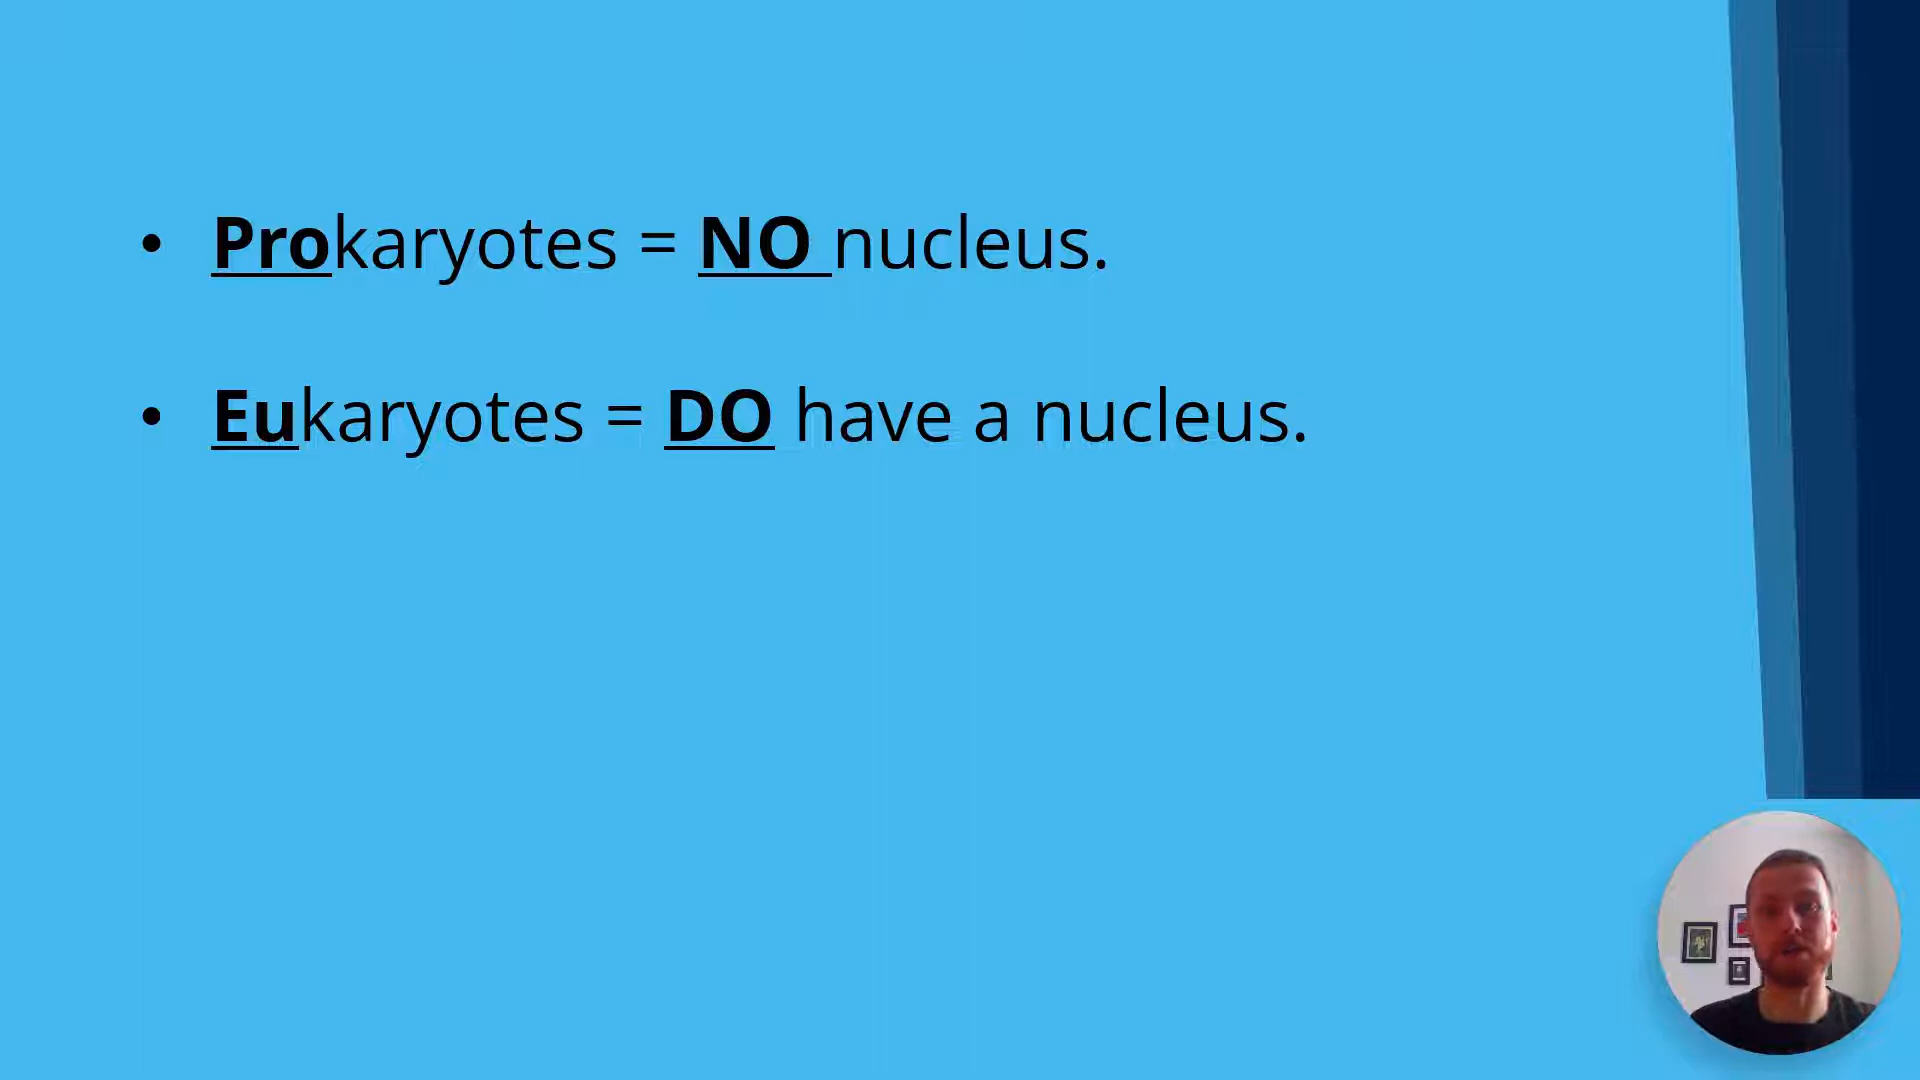 • Prokaryotes = NO nucleus.
• Eukaryotes = DO have a nucleus.